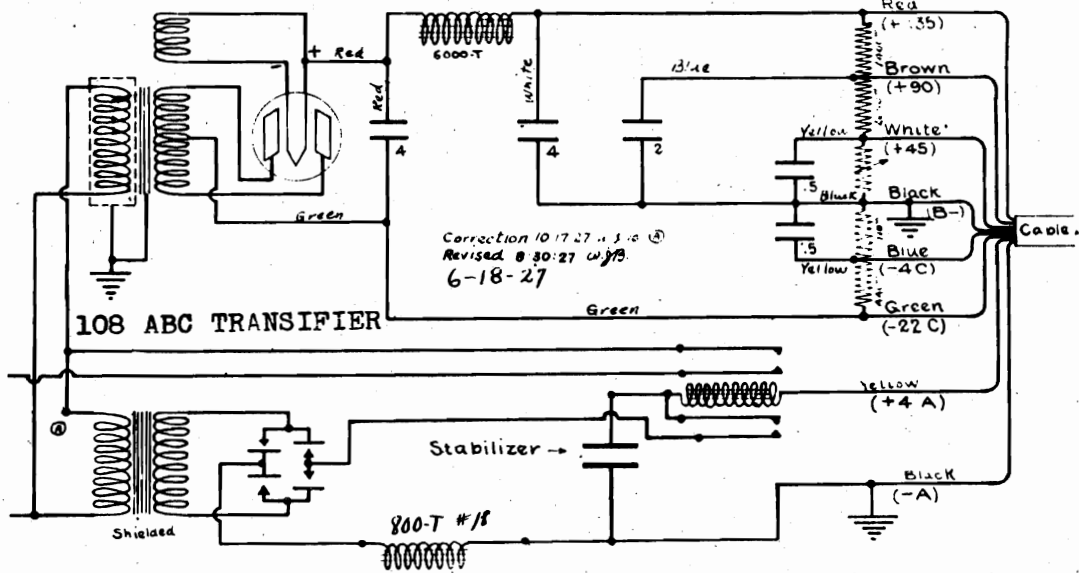 Red
(+ 135)
+ Red
6000-T
White
Red
Blue
Brown
(+90)
4
4
2
Yellow
White
(+45)
.5
Black
Black
(B-)
Green
Cable.
Correction 10 17 27
Revised 8:30:27 WJB.
6-18-27
.5
Yellow
Blue
(-4C)
Green
Green
(-22 C)
108 ABC TRANSIFIER
Yellow
(+4 A)
A
Stabilizer
Black
(-A)
800-T #18
Shielded